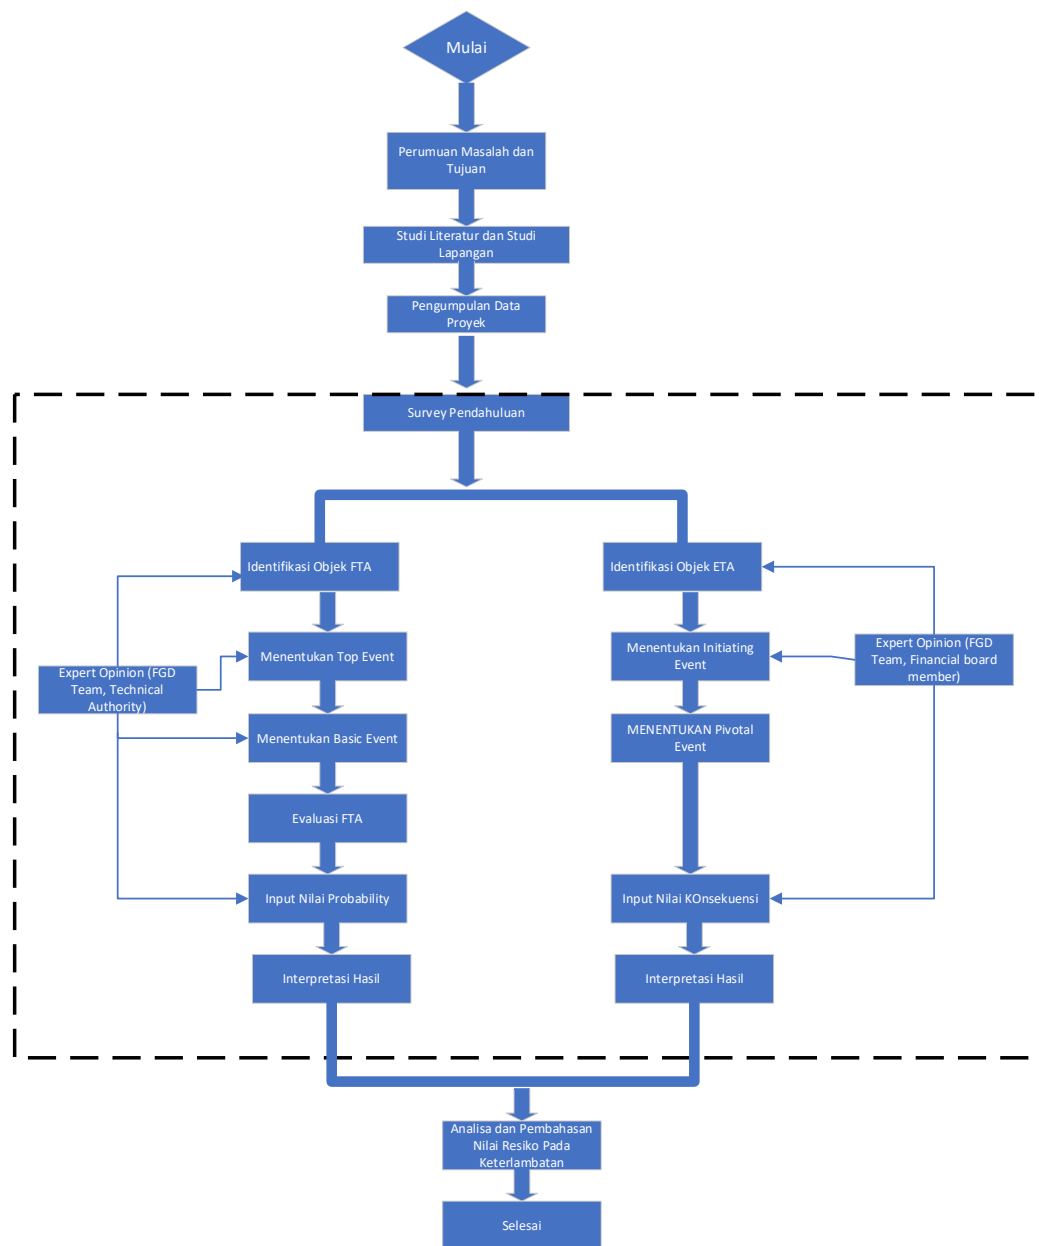 Mulai
Perumuan Masalah dan
Tujuan
Studi Literatur dan Studi
Lapangan
Pengumpulan Data
Proyek
Survey Pendahuluan
Identifikasi Objek FTA
Identifikasi Objek ETA
Menentukan Top Event
Menentukan Initiating
Event
Expert Opinion (FGD
Team, Technical
Authority)
Expert Opinion (FGD
Team, Financial board
member)
Menentukan Basic Event
MENENTUKAN Pivotal
Event
Evaluasi FTA
Input Nilai Probability
Input Nilai KOnsekuensi
Interpretasi Hasil
Interpretasi Hasil
Analisa dan Pembahasan
Nilai Resiko Pada
Keterlambatan
Selesai